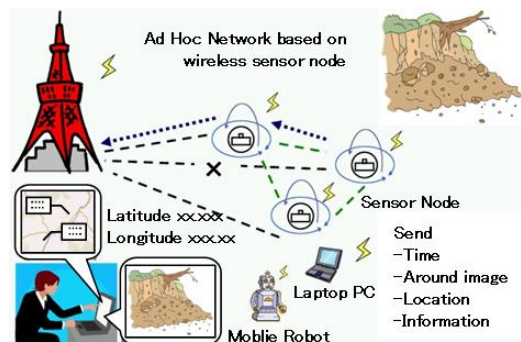 Ad Hoc Network based on
wireless sensor node
×
Sensor Node
Latitude xx.xxx
Longitude xxx.xx
Send
-Time
-Around image
-Location
-Information
Laptop PC
Moblie Robot